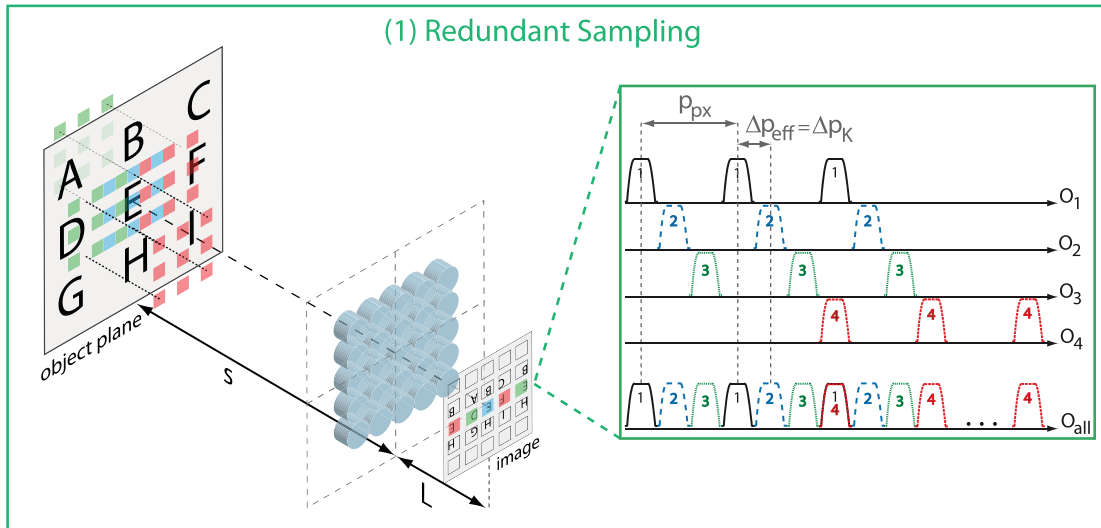 (1) Redundant Sampling
C
B
A
F
E
D
I
H
G
object plane
S
L
image
B
C
B
A
B
E
F
E
D
E
H
I
H
G
H
p_px
Δp_eff = Δp_K
1 1 1 O_1
2 2 2 O_2
3 3 3 O_3
4 4 4 O_4
1 2 3 1 2 3 1 4 2 3 4 ... 4 O_all